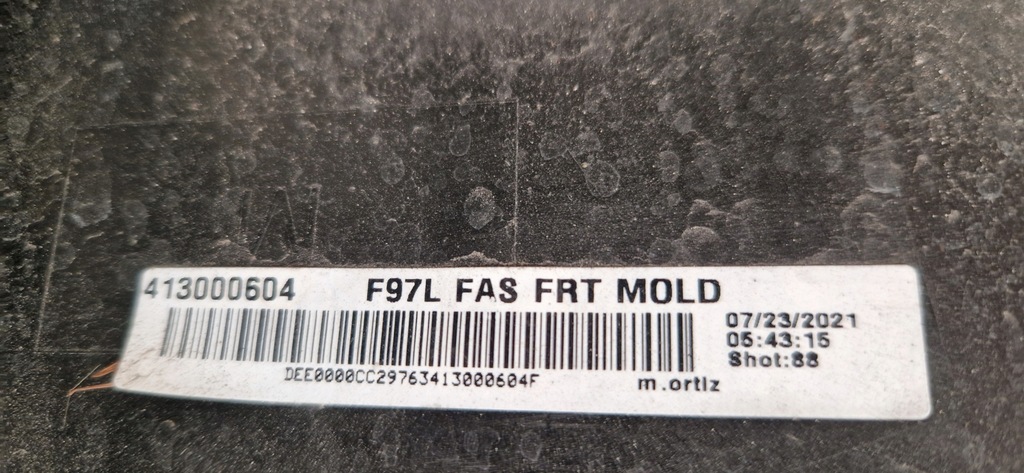 413000604 F97L FAS FRT MOLD
07/23/2021
05:43:15
Shot:88
DEE0000CC29763413000604F m.ortiz